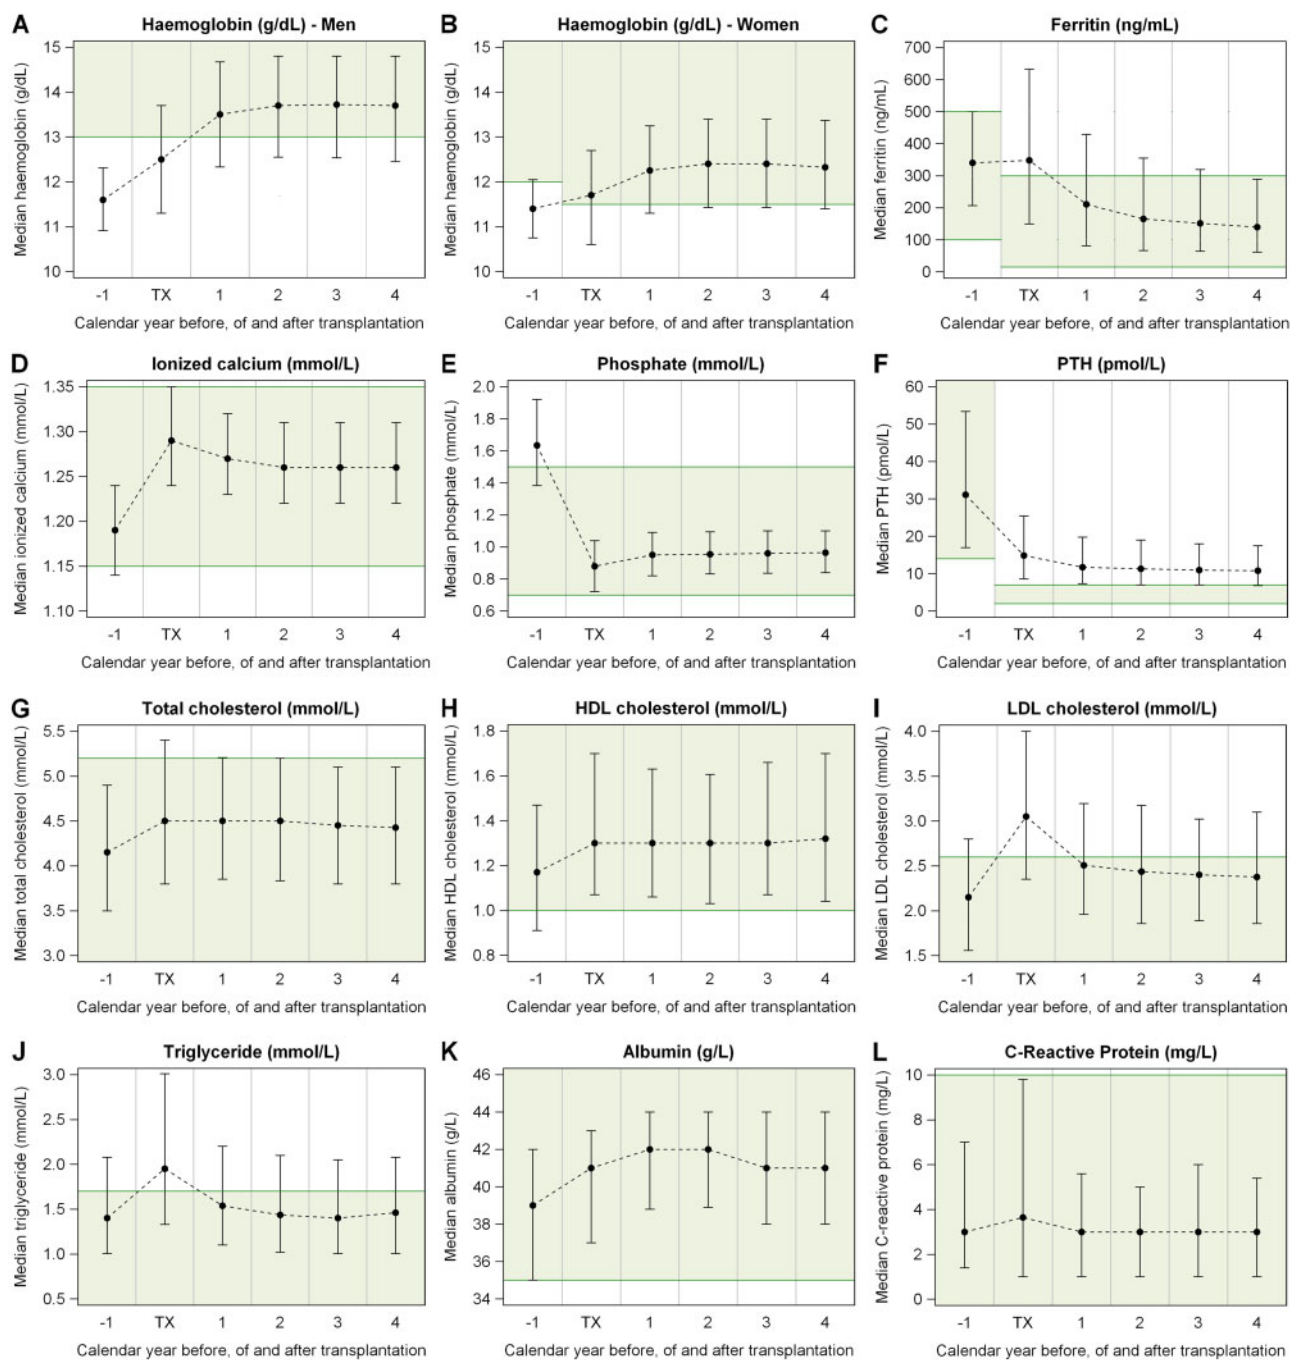 A Haemoglobin (g/dL) - Men
Median haemoglobin (g/dL)
15
14
13
12
11
10
-1 TX 1 2 3 4
Calendar year before, of and after transplantation
B Haemoglobin (g/dL) - Women
Median haemoglobin (g/dL)
15
14
13
12
11
10
-1 TX 1 2 3 4
Calendar year before, of and after transplantation
C Ferritin (ng/mL)
Median ferritin (ng/mL)
700
600
500
400
300
200
100
0
-1 TX 1 2 3 4
Calendar year before, of and after transplantation
D Ionized calcium (mmol/L)
Median ionized calcium (mmol/L)
1.35
1.30
1.25
1.20
1.15
1.10
-1 TX 1 2 3 4
Calendar year before, of and after transplantation
E Phosphate (mmol/L)
Median phosphate (mmol/L)
2.0
1.8
1.6
1.4
1.2
1.0
0.8
0.6
-1 TX 1 2 3 4
Calendar year before, of and after transplantation
F PTH (pmol/L)
Median PTH (pmol/L)
60
50
40
30
20
10
0
-1 TX 1 2 3 4
Calendar year before, of and after transplantation
G Total cholesterol (mmol/L)
Median total cholesterol (mmol/L)
5.5
5.0
4.5
4.0
3.5
3.0
-1 TX 1 2 3 4
Calendar year before, of and after transplantation
H HDL cholesterol (mmol/L)
Median HDL cholesterol (mmol/L)
1.8
1.6
1.4
1.2
1.0
0.8
-1 TX 1 2 3 4
Calendar year before, of and after transplantation
I LDL cholesterol (mmol/L)
Median LDL cholesterol (mmol/L)
4.0
3.5
3.0
2.5
2.0
1.5
-1 TX 1 2 3 4
Calendar year before, of and after transplantation
J Triglyceride (mmol/L)
Median triglyceride (mmol/L)
3.0
2.5
2.0
1.5
1.0
0.5
-1 TX 1 2 3 4
Calendar year before, of and after transplantation
K Albumin (g/L)
Median albumin (g/L)
46
44
42
40
38
36
34
-1 TX 1 2 3 4
Calendar year before, of and after transplantation
L C-Reactive Protein (mg/L)
Median C-reactive protein (mg/L)
10
8
6
4
2
0
-1 TX 1 2 3 4
Calendar year before, of and after transplantation